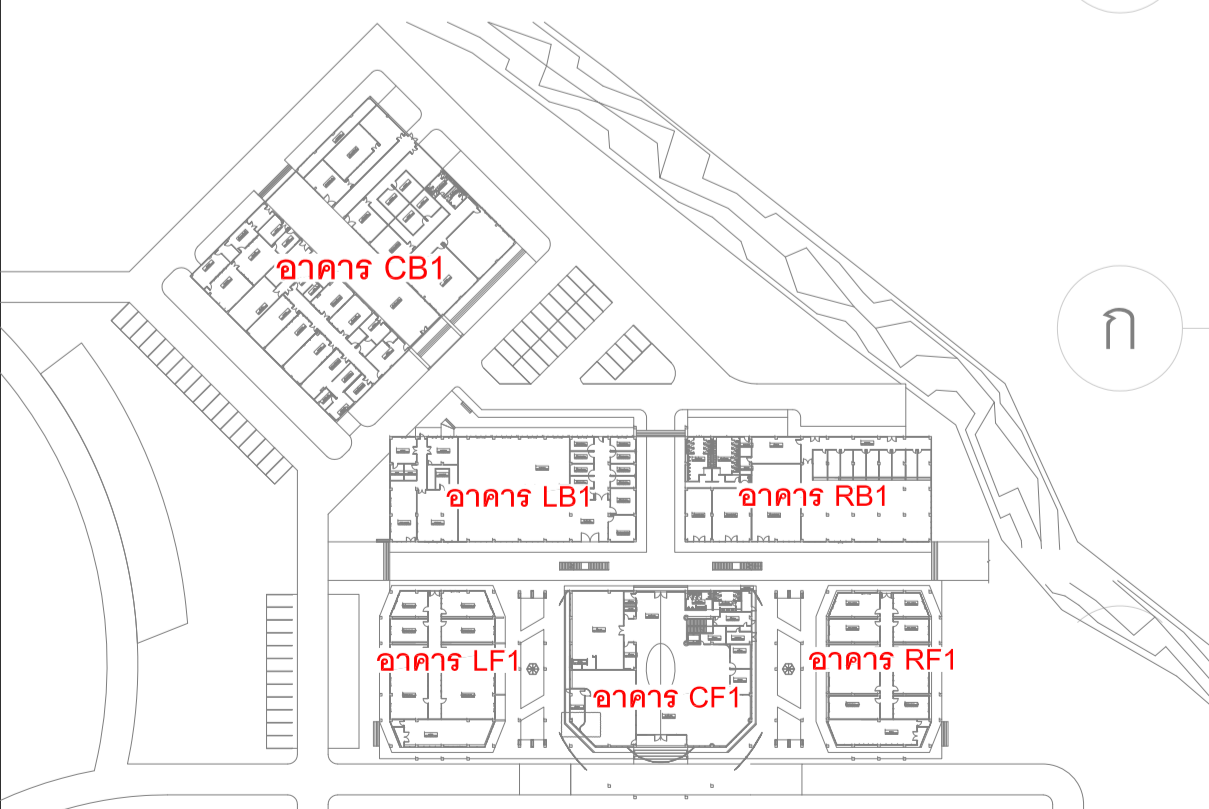 อาคาร CB1
ก
อาคาร LB1
อาคาร RB1
อาคาร LF1
อาคาร CF1
อาคาร RF1